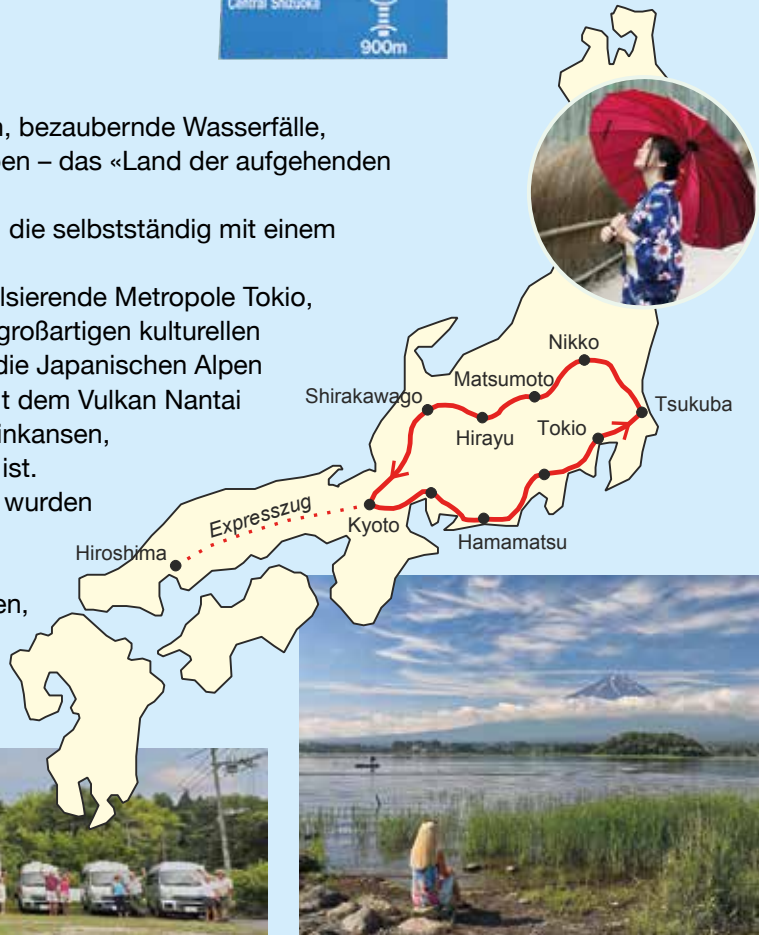 Central Shizuoka
900m
n, bezaubernde Wasserfälle,
pen – das «Land der aufgehenden
die selbstständig mit einem
lsierende Metropole Tokio,
großartigen kulturellen
die Japanischen Alpen
t dem Vulkan Nantai
inkansen,
ist.
wurden
en,
Nikko
Matsumoto
Shirakawago
Tsukuba
Hirayu
Tokio
Expresszug
Kyoto
Hamamatsu
Hiroshima